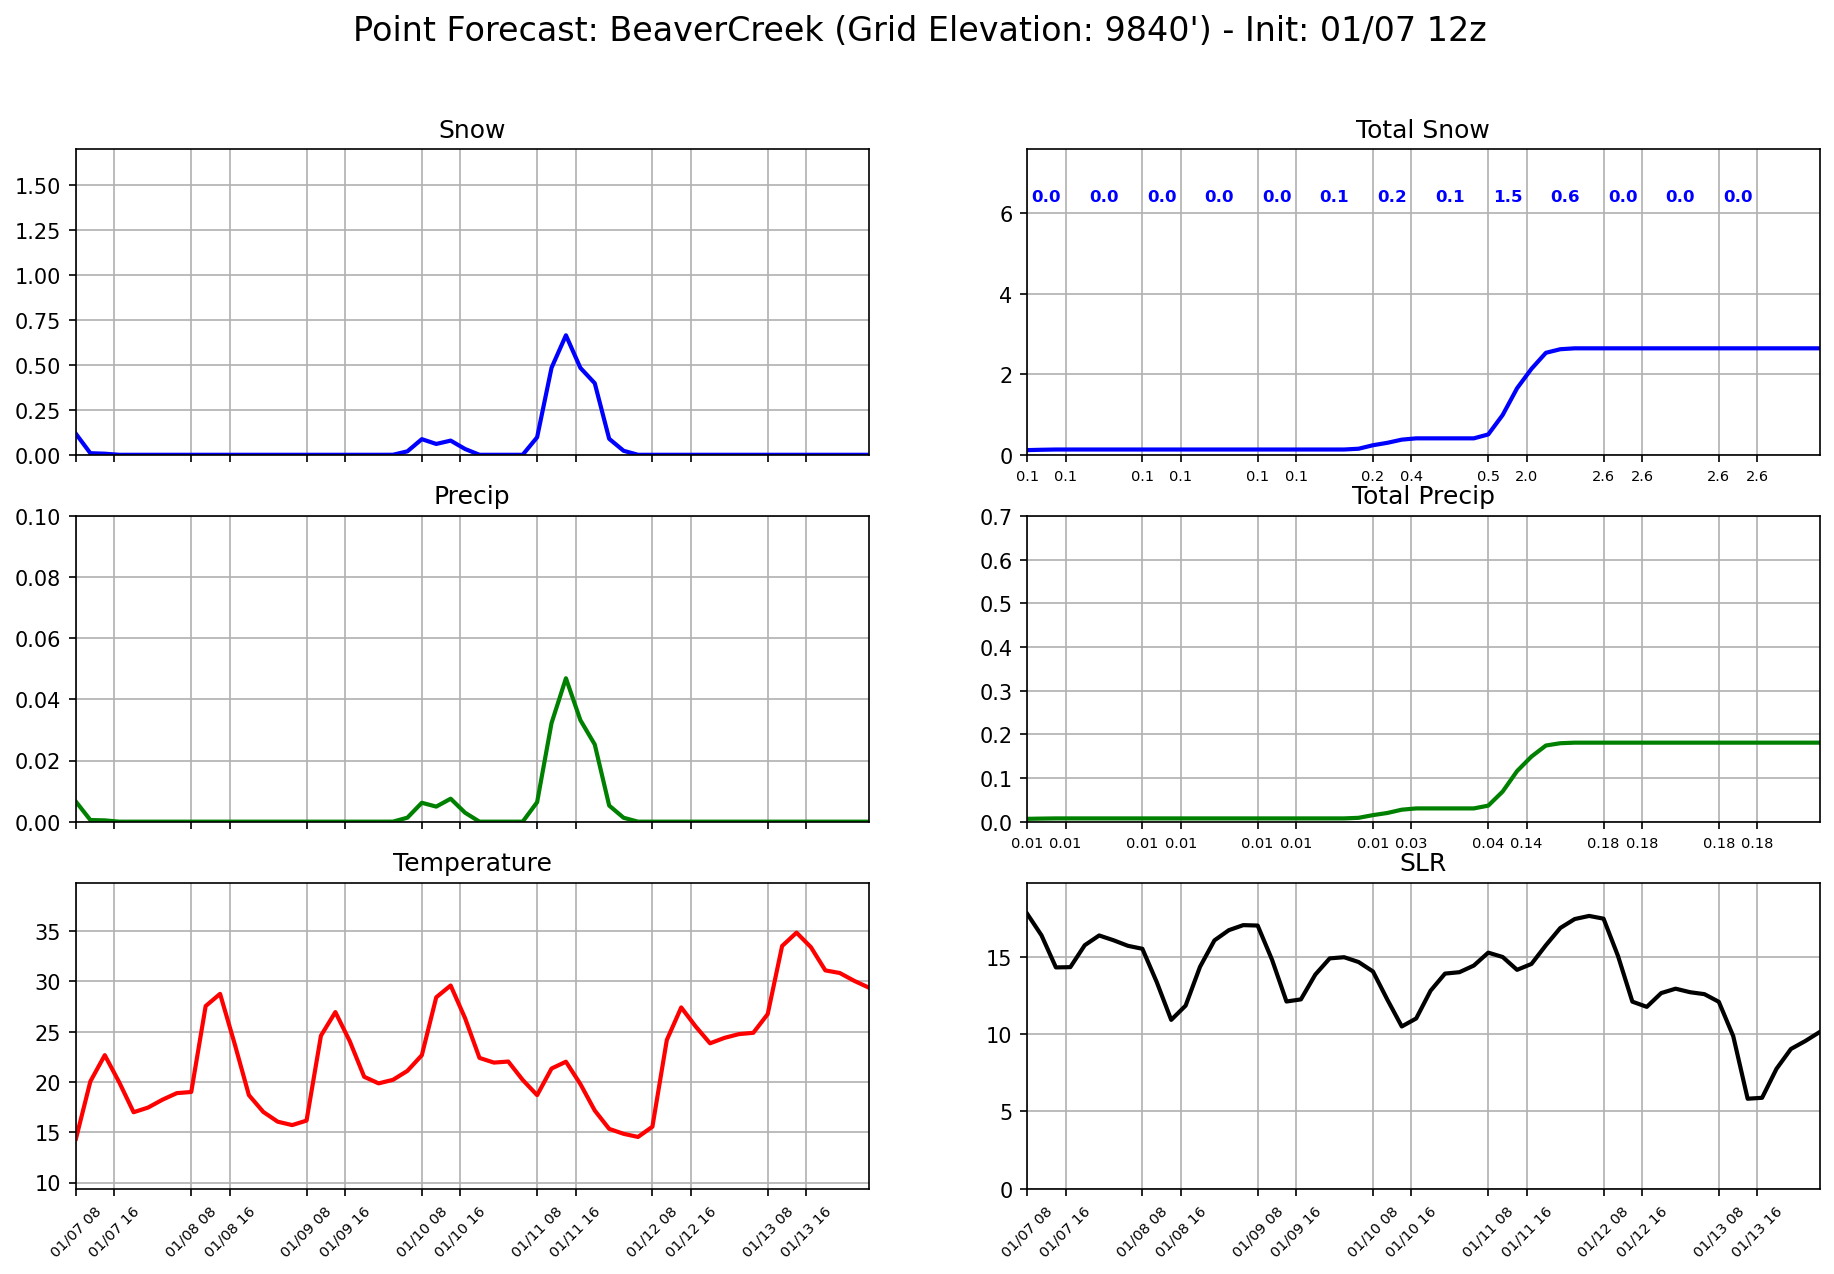 Point Forecast: BeaverCreek (Grid Elevation: 9840') - Init: 01/07 12z
Snow
1.50
1.25
1.00
0.75
0.50
0.25
0.00
Total Snow
0.0 0.0 0.0 0.0 0.0 0.1 0.2 0.1 1.5 0.6 0.0 0.0 0.0
6
4
2
0
0.1 0.1 0.1 0.1 0.1 0.1 0.2 0.4 0.5 2.0 2.6 2.6 2.6 2.6
Precip
0.10
0.08
0.06
0.04
0.02
0.00
Total Precip
0.7
0.6
0.5
0.4
0.3
0.2
0.1
0.0
0.01 0.01 0.01 0.01 0.01 0.01 0.01 0.03 0.04 0.14 0.18 0.18 0.18 0.18
Temperature
35
30
25
20
15
10
01/07 08 01/07 16 01/08 08 01/08 16 01/09 08 01/09 16 01/10 08 01/10 16 01/11 08 01/11 16 01/12 08 01/12 16 01/13 08 01/13 16
SLR
15
10
5
0
01/07 08 01/07 16 01/08 08 01/08 16 01/09 08 01/09 16 01/10 08 01/10 16 01/11 08 01/11 16 01/12 08 01/12 16 01/13 08 01/13 16